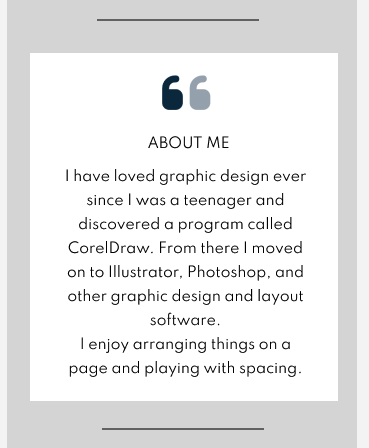 ABOUT ME
I have loved graphic design ever
since I was a teenager and
discovered a program called
CorelDraw. From there I moved
on to Illustrator, Photoshop, and
other graphic design and layout
software.
I enjoy arranging things on a
page and playing with spacing.